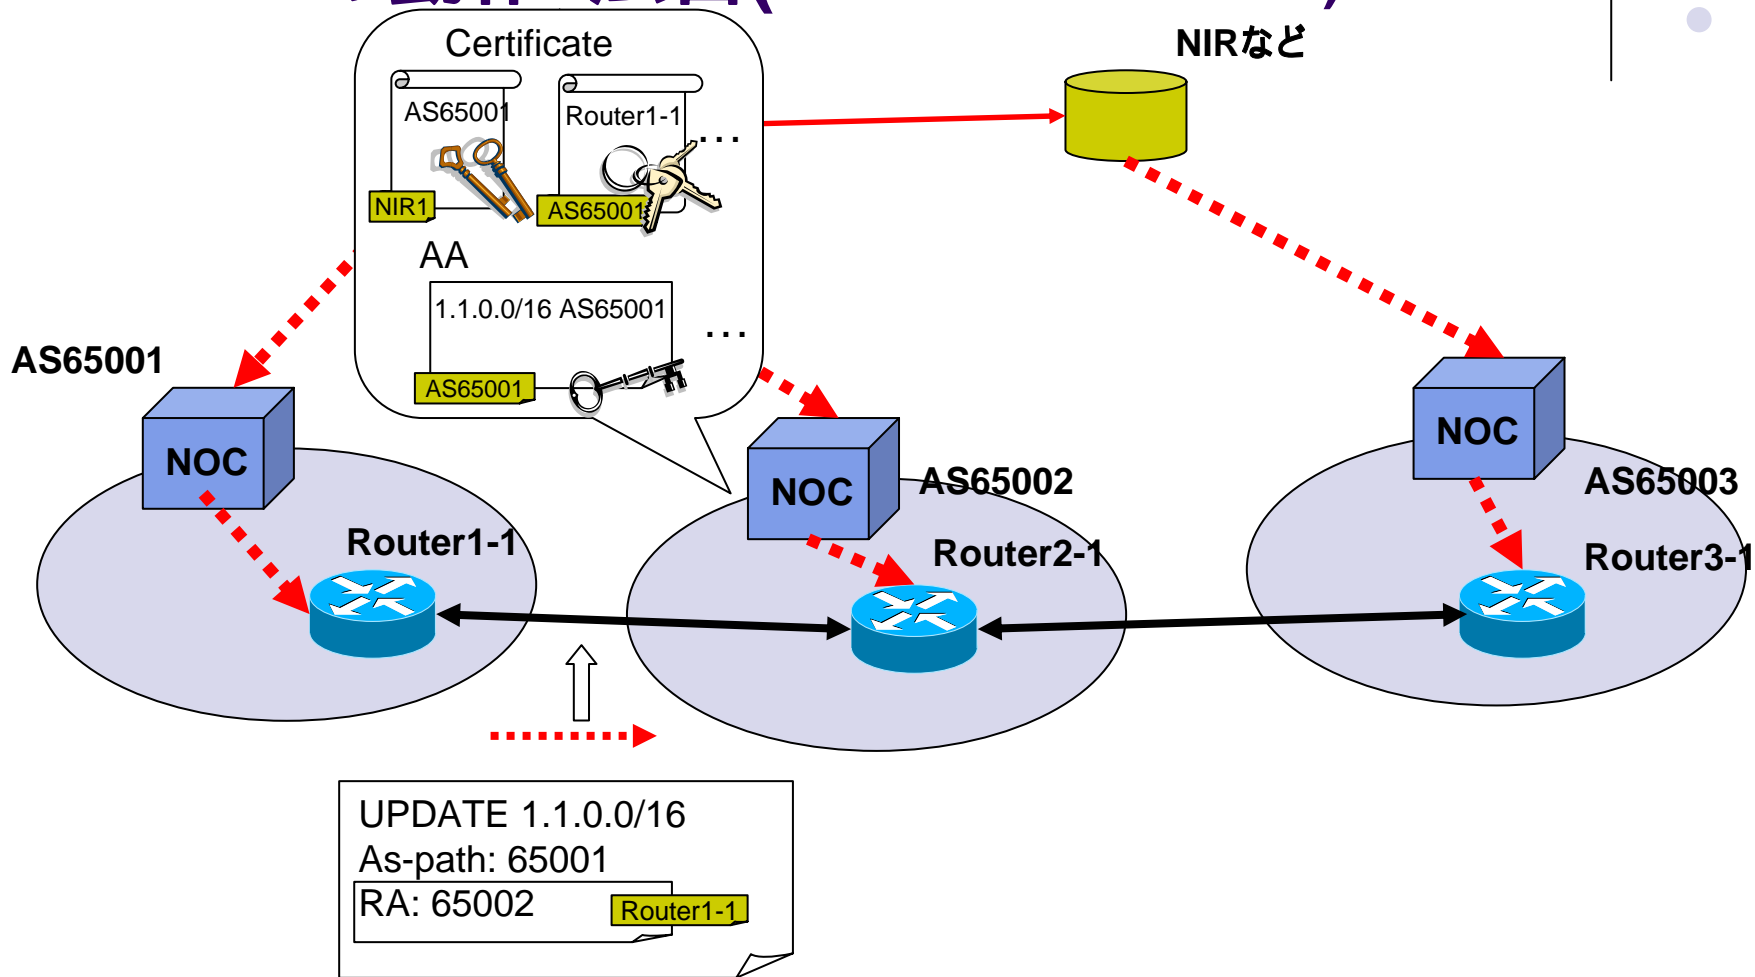 Certificate
NIRなど
AS65001
Router1-1
...
NIR1
AS65001
AA
1.1.0.0/16 AS65001
...
AS65001
AS65001
NOC
NOC
AS65002
NOC
AS65003
Router1-1
Router2-1
Router3-1
UPDATE 1.1.0.0/16
As-path: 65001
RA: 65002
Router1-1